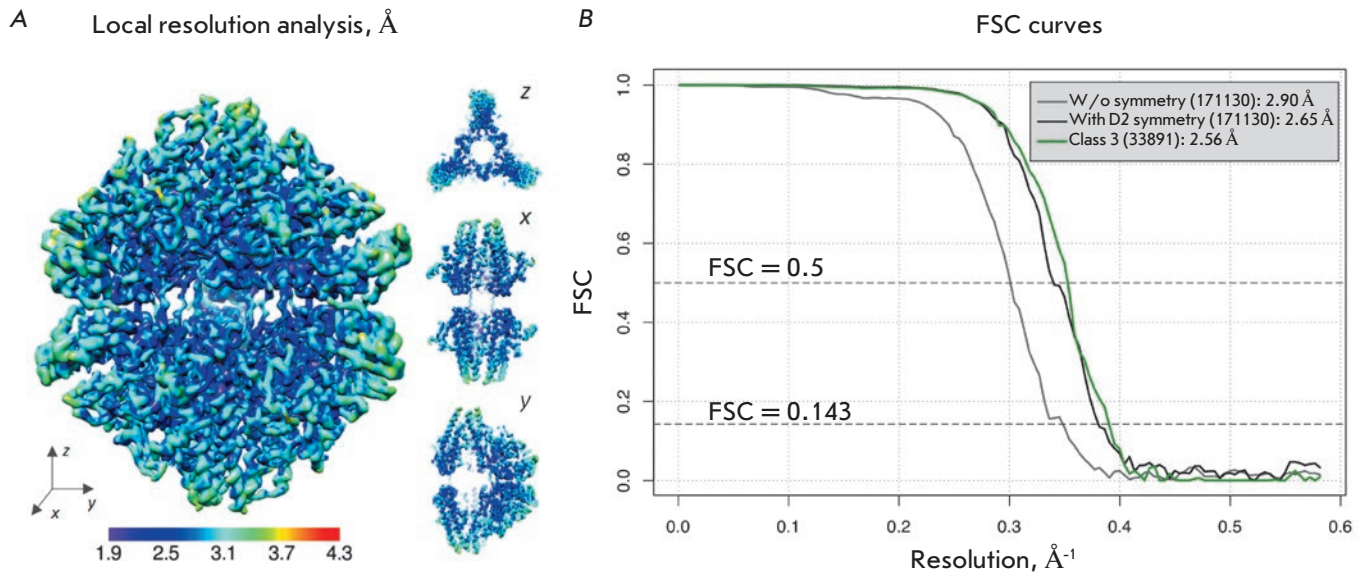 A
Local resolution analysis, Å
z
x
y
z
y
x
1.9 2.5 3.1 3.7 4.3
B
FSC curves
W/o symmetry (171130): 2.90 Å
With D2 symmetry (171130): 2.65 Å
Class 3 (33891): 2.56 Å
FSC = 0.5
FSC = 0.143
FSC
1.0
0.8
0.6
0.4
0.2
0.0
0.0 0.1 0.2 0.3 0.4 0.5 0.6
Resolution, Å⁻¹